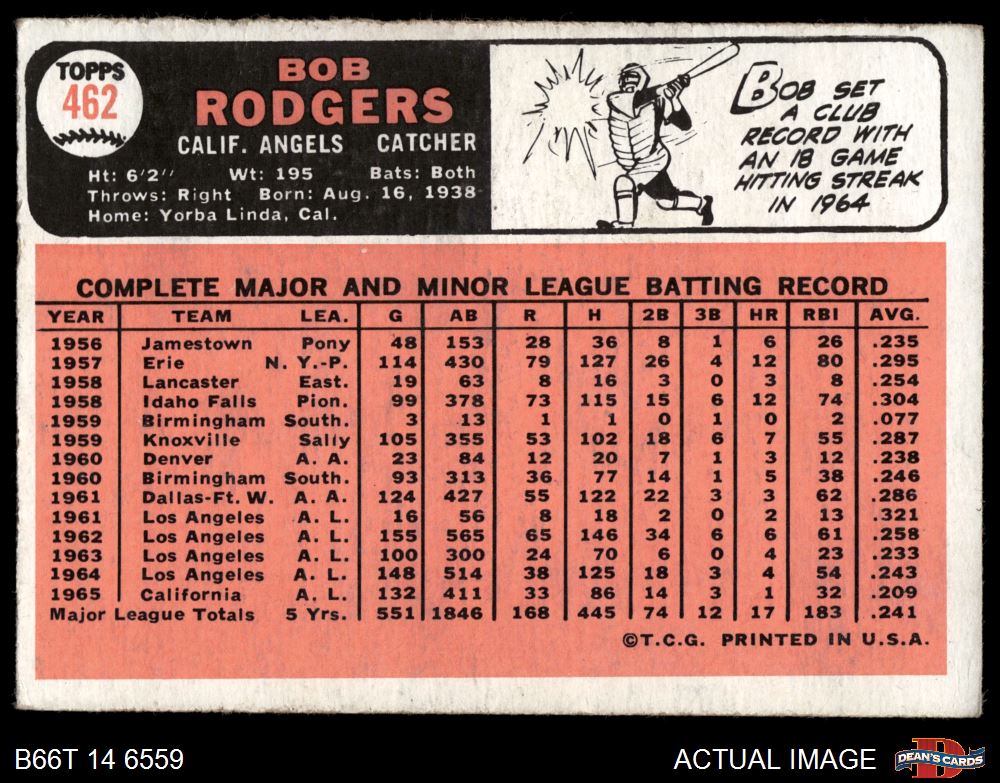 TOPPS
462
BOB
RODGERS
CALIF. ANGELS CATCHER
Ht: 6'2" Wt: 195 Bats: Both
Throws: Right Born: Aug. 16, 1938
Home: Yorba Linda, Cal.
BOB SET
A CLUB
RECORD WITH
AN 18 GAME
HITTING STREAK
IN 1964
COMPLETE MAJOR AND MINOR LEAGUE BATTING RECORD
YEAR TEAM LEA. G AB R H 2B 3B HR RBI AVG.
1956 Jamestown Pony 48 153 28 36 8 1 6 26 .235
1957 Erie N. Y.-P. 114 430 79 127 26 4 12 80 .295
1958 Lancaster East. 19 63 8 16 3 0 3 8 .254
1958 Idaho Falls Pion. 99 378 73 115 15 6 12 74 .304
1959 Birmingham South. 3 13 1 1 0 1 0 2 .077
1959 Knoxville Sally 105 355 53 102 18 6 7 55 .287
1960 Denver A. A. 23 84 12 20 7 1 3 12 .238
1960 Birmingham South. 93 313 36 77 14 1 5 38 .246
1961 Dallas-Ft. W. A. A. 124 427 55 122 22 3 3 62 .286
1961 Los Angeles A. L. 16 56 8 18 2 0 2 13 .321
1962 Los Angeles A. L. 155 565 65 146 34 6 6 61 .258
1963 Los Angeles A. L. 100 300 24 70 6 0 4 23 .233
1964 Los Angeles A. L. 148 514 38 125 18 3 4 54 .243
1965 California A. L. 132 411 33 86 14 3 1 32 .209
Major League Totals 5 Yrs. 551 1846 168 445 74 12 17 183 .241
©T.C.G. PRINTED IN U.S.A.
B66T 14 6559 ACTUAL IMAGE
D
DEAN'S CARDS